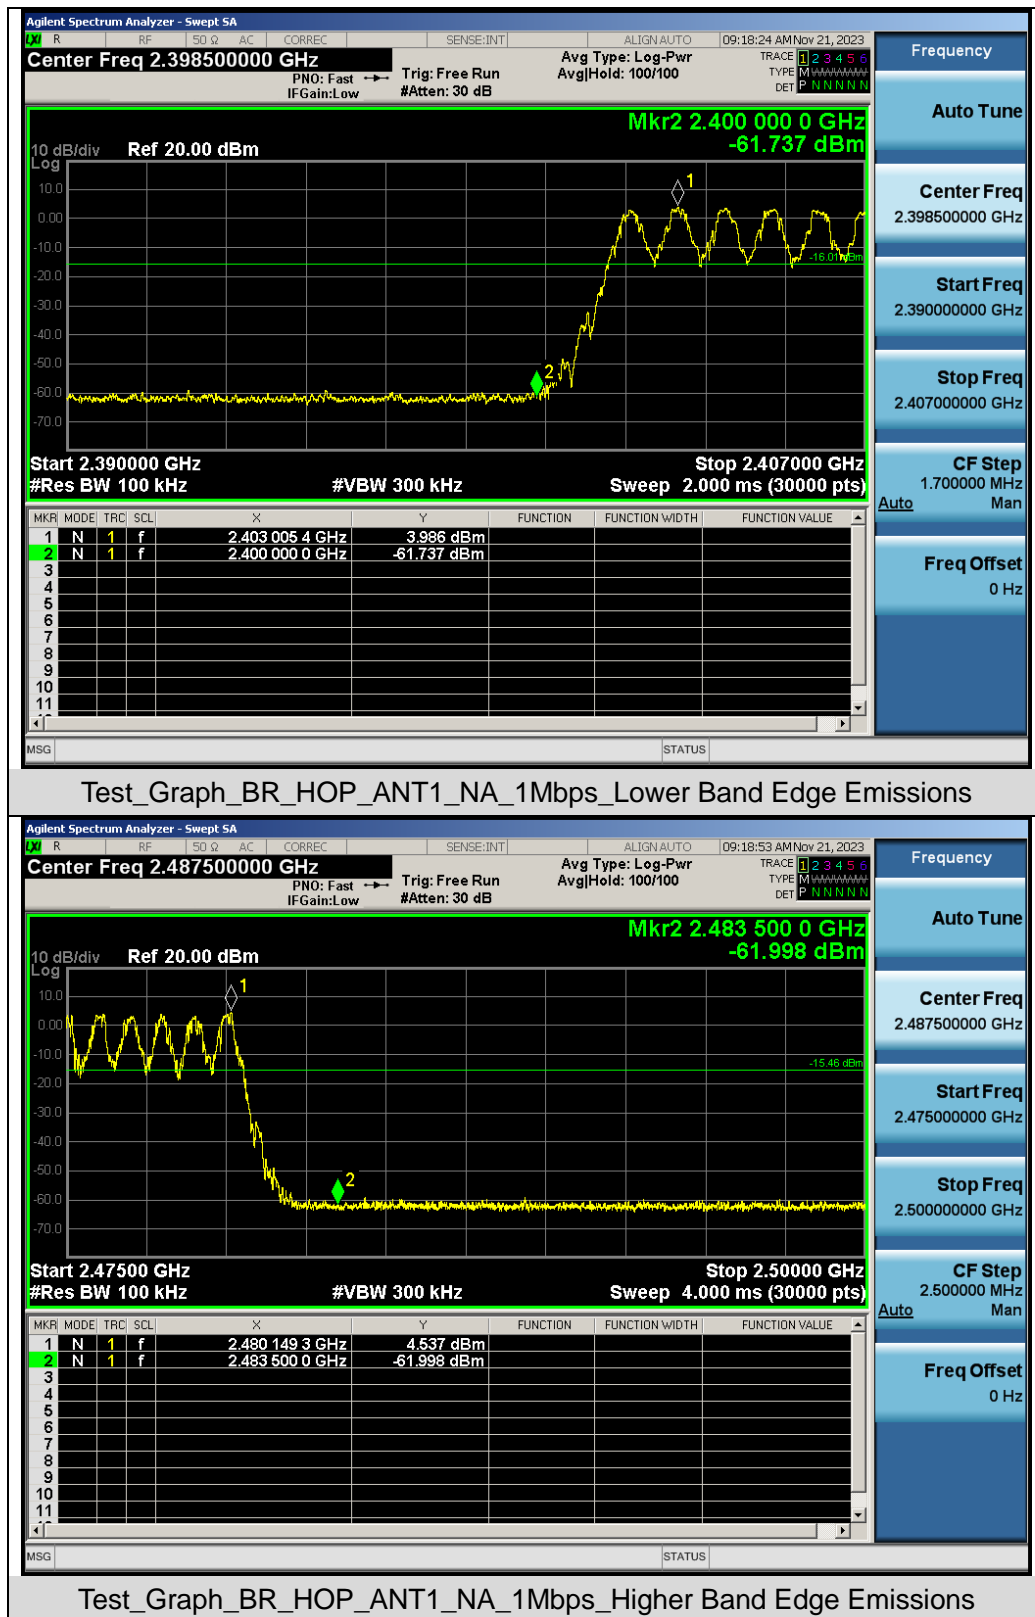 Agilent Spectrum Analyzer - Swept SA
LXI R RF 50 Ω AC CORREC SENSE:INT ALIGN AUTO 09:18:24 AM Nov 21, 2023
Center Freq 2.398500000 GHz
PNO: Fast
IFGain:Low
Trig: Free Run
#Atten: 30 dB
Avg Type: Log-Pwr
Avg|Hold: 100/100
TRACE 1 2 3 4 5 6
TYPE M WWWWW
DET P N N N N N
Mkr2 2.400 000 0 GHz
-61.737 dBm
10 dB/div Ref 20.00 dBm
Log
10.0
0.00
-10.0
-20.0
-30.0
-40.0
-50.0
-60.0
-70.0
1
-16.01 dBm
2
Start 2.390000 GHz Stop 2.407000 GHz
#Res BW 100 kHz #VBW 300 kHz Sweep 2.000 ms (30000 pts)
MKR MODE TRC SCL X Y FUNCTION FUNCTION WIDTH FUNCTION VALUE
1 N 1 f 2.403 005 4 GHz 3.986 dBm
2 N 1 f 2.400 000 0 GHz -61.737 dBm
3
4
5
6
7
8
9
10
11
MSG STATUS
Frequency
Auto Tune
Center Freq
2.398500000 GHz
Start Freq
2.390000000 GHz
Stop Freq
2.407000000 GHz
CF Step
1.700000 MHz
Auto Man
Freq Offset
0 Hz
Test_Graph_BR_HOP_ANT1_NA_1Mbps_Lower Band Edge Emissions
Agilent Spectrum Analyzer - Swept SA
LXI R RF 50 Ω AC CORREC SENSE:INT ALIGN AUTO 09:18:53 AM Nov 21, 2023
Center Freq 2.487500000 GHz
PNO: Fast
IFGain:Low
Trig: Free Run
#Atten: 30 dB
Avg Type: Log-Pwr
Avg|Hold: 100/100
TRACE 1 2 3 4 5 6
TYPE M WWWWW
DET P N N N N N
Mkr2 2.483 500 0 GHz
-61.998 dBm
10 dB/div Ref 20.00 dBm
Log
10.0
0.00
-10.0
-20.0
-30.0
-40.0
-50.0
-60.0
-70.0
1
-15.46 dBm
2
Start 2.47500 GHz Stop 2.50000 GHz
#Res BW 100 kHz #VBW 300 kHz Sweep 4.000 ms (30000 pts)
MKR MODE TRC SCL X Y FUNCTION FUNCTION WIDTH FUNCTION VALUE
1 N 1 f 2.480 149 3 GHz 4.537 dBm
2 N 1 f 2.483 500 0 GHz -61.998 dBm
3
4
5
6
7
8
9
10
11
MSG STATUS
Frequency
Auto Tune
Center Freq
2.487500000 GHz
Start Freq
2.475000000 GHz
Stop Freq
2.500000000 GHz
CF Step
2.500000 MHz
Auto Man
Freq Offset
0 Hz
Test_Graph_BR_HOP_ANT1_NA_1Mbps_Higher Band Edge Emissions